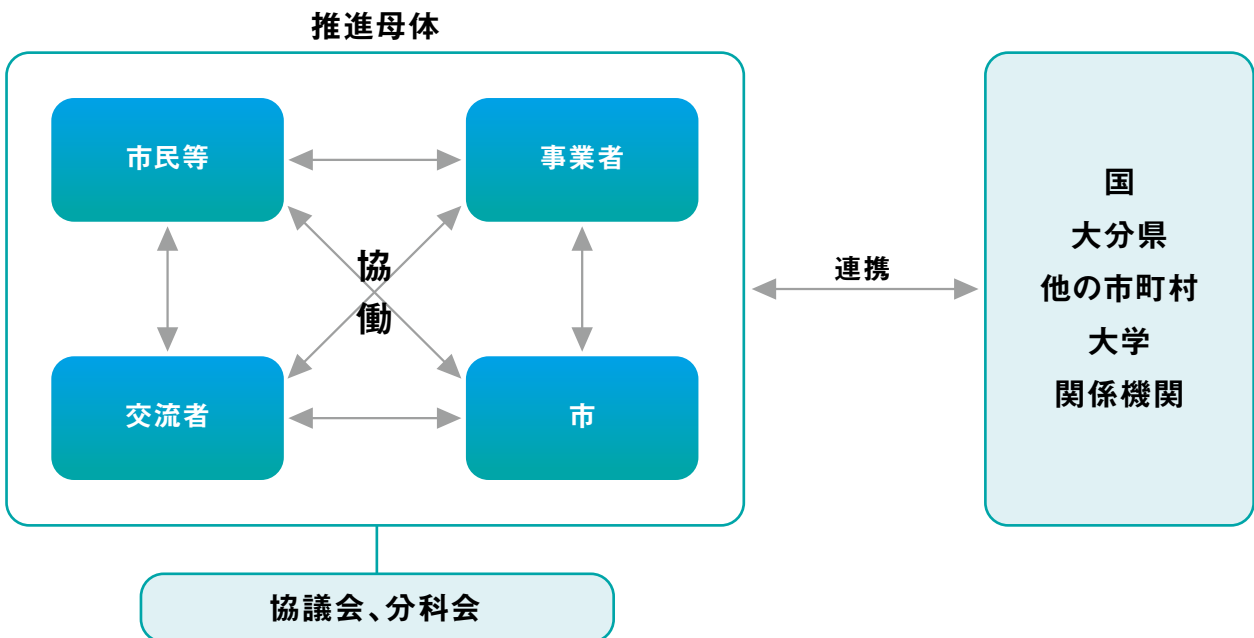 推進母体
市民等
事業者
協
働
交流者
市
連携
国
大分県
他の市町村
大学
関係機関
協議会、分科会